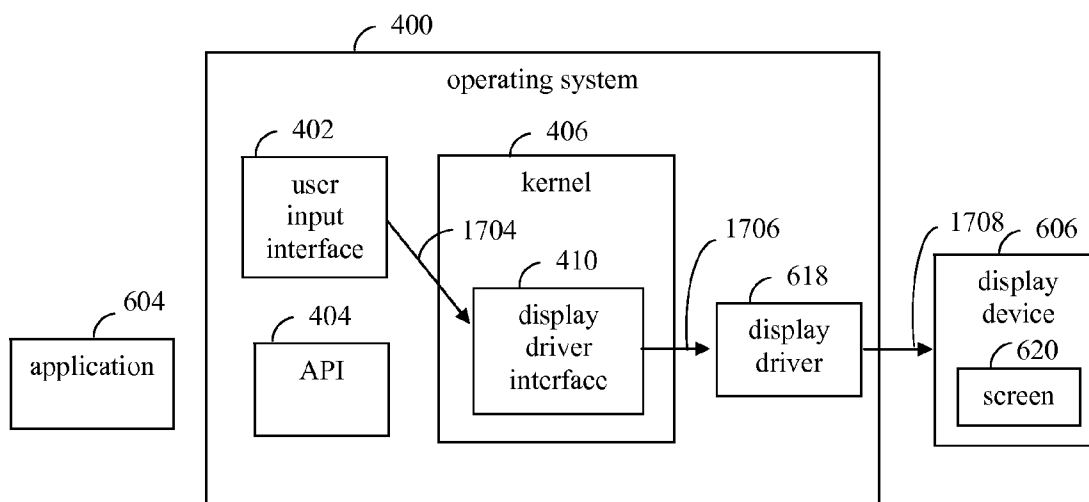 400
operating system
402
user
input
interface
406
kernel
1704
410
display
driver
interface
1706
618
display
driver
1708
606
display
device
620
screen
604
application
404
API